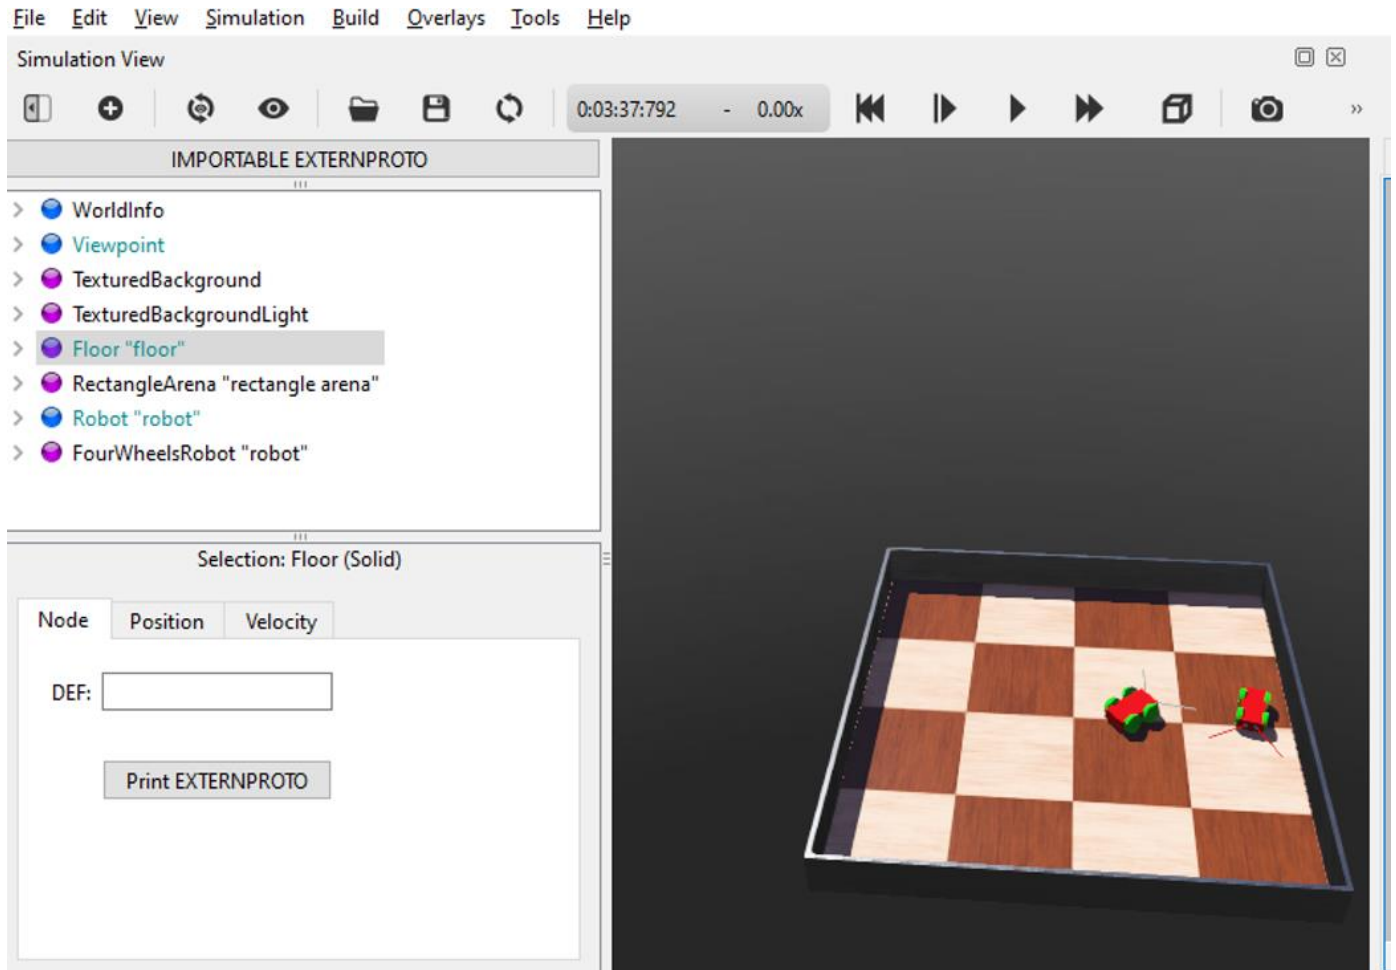 File Edit View Simulation Build Overlays Tools Help
Simulation View
0:03:37:792 - 0.00x
IMPORTABLE EXTERNPROTO
WorldInfo
Viewpoint
TexturedBackground
TexturedBackgroundLight
Floor "floor"
RectangleArena "rectangle arena"
Robot "robot"
FourWheelsRobot "robot"
Selection: Floor (Solid)
Node Position Velocity
DEF:
Print EXTERNPROTO